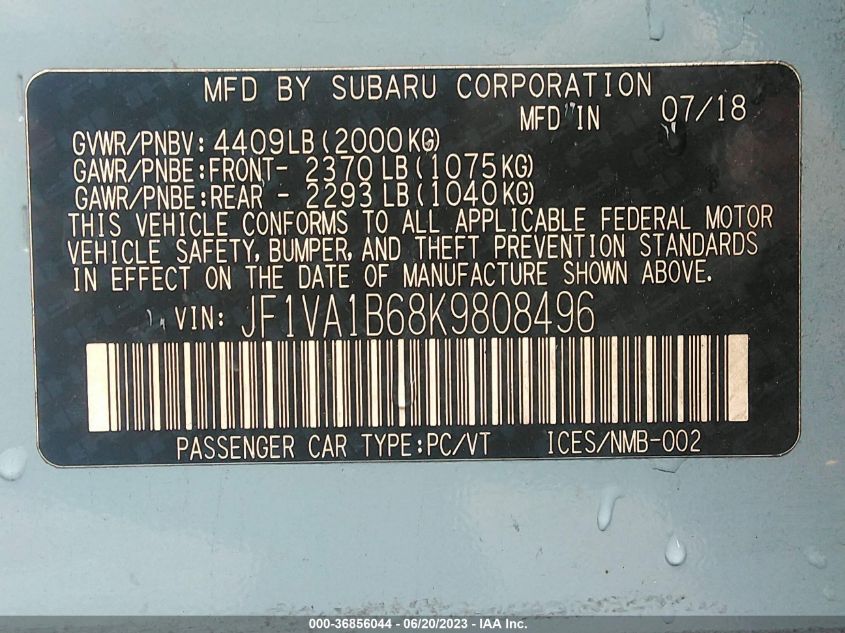 MFD BY SUBARU CORPORATION
MFD IN 07/18
GVWR/PNBV: 4409LB(2000KG)
GAWR/PNBE:FRONT- 2370LB(1075KG)
GAWR/PNBE:REAR - 2293LB(1040KG)
THIS VEHICLE CONFORMS TO ALL APPLICABLE FEDERAL MOTOR
VEHICLE SAFETY, BUMPER, AND THEFT PREVENTION STANDARDS
IN EFFECT ON THE DATE OF MANUFACTURE SHOWN ABOVE.
VIN: JF1VA1B68K9808496
PASSENGER CAR TYPE:PC/VT ICES/NMB-002
000-36856044 - 06/20/2023 - IAA Inc.